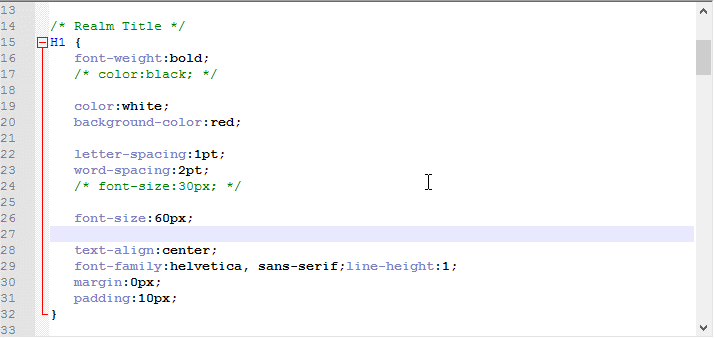 13
14 /* Realm Title */
15 H1 {
16 font-weight:bold;
17 /* color:black; */
18
19 color:white;
20 background-color:red;
21
22 letter-spacing:1pt;
23 word-spacing:2pt;
24 /* font-size:30px; */
25
26 font-size:60px;
27
28 text-align:center;
29 font-family:helvetica, sans-serif;line-height:1;
30 margin:0px;
31 padding:10px;
32 }
33